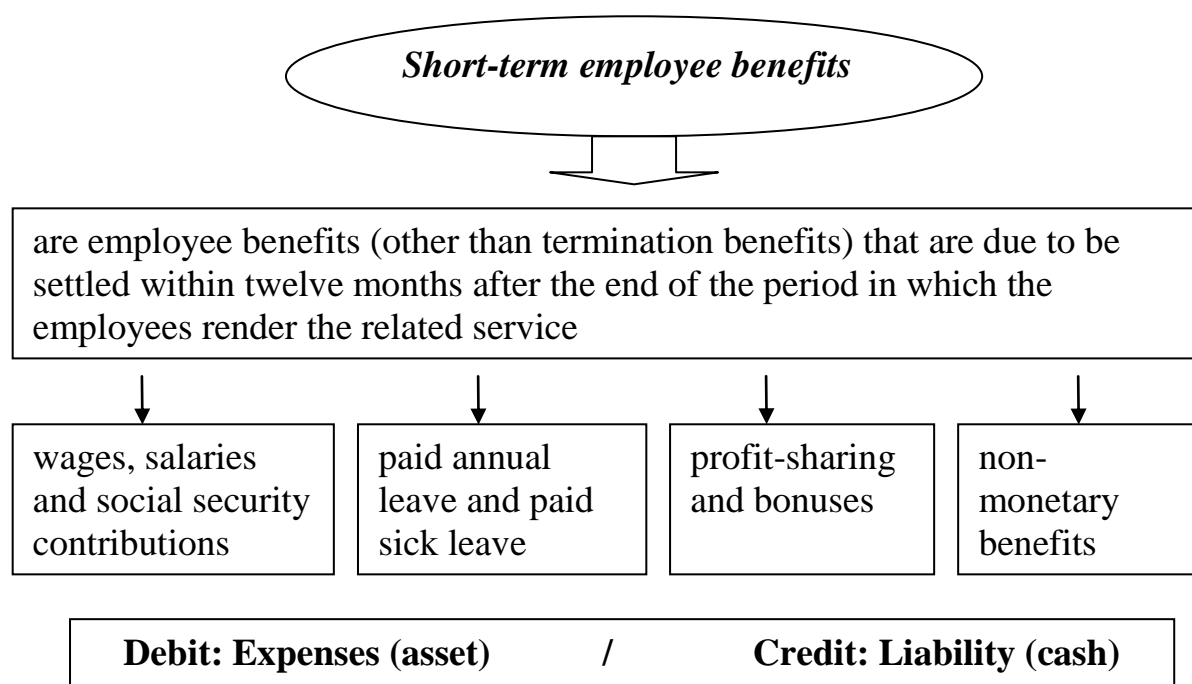 Short-term employee benefits
are employee benefits (other than termination benefits) that are due to be
settled within twelve months after the end of the period in which the
employees render the related service
wages, salaries
and social security
contributions
paid annual
leave and paid
sick leave
profit-sharing
and bonuses
non-
monetary
benefits
Debit: Expenses (asset) / Credit: Liability (cash)